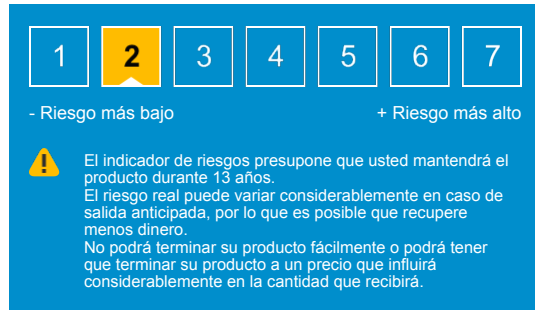 1 2 3 4 5 6 7
- Riesgo más bajo + Riesgo más alto
El indicador de riesgos presupone que usted mantendrá el
producto durante 13 años.
El riesgo real puede variar considerablemente en caso de
salida anticipada, por lo que es posible que recupere
menos dinero.
No podrá terminar su producto fácilmente o podrá tener
que terminar su producto a un precio que influirá
considerablemente en la cantidad que recibirá.